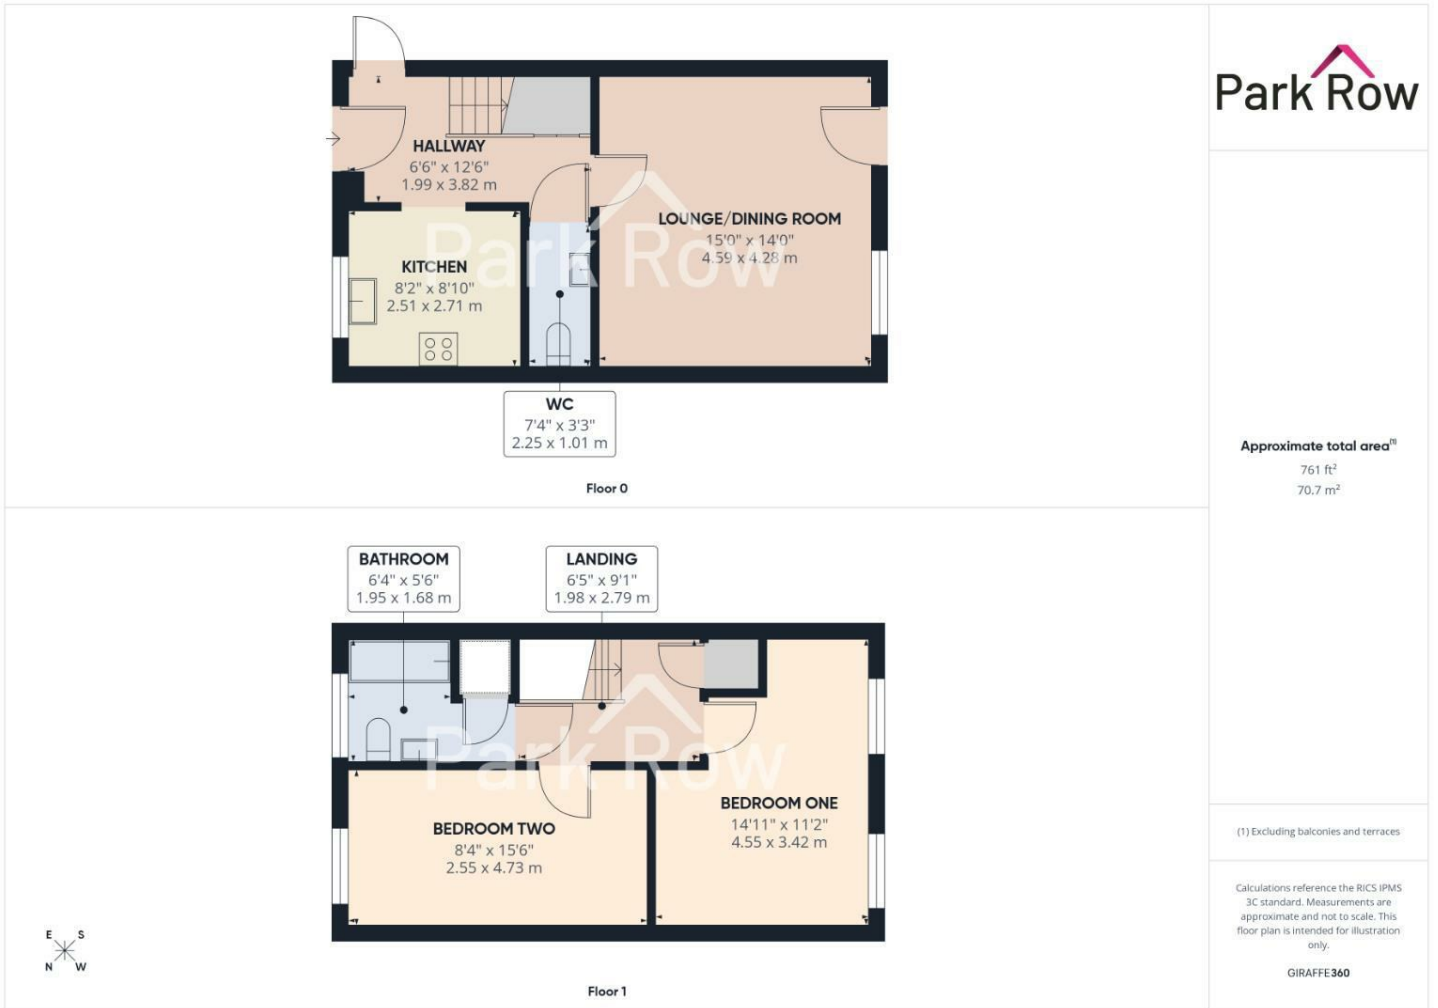 HALLWAY
6'6" x 12'6"
1.99 x 3.82 m
LOUNGE/DINING ROOM
15'0" x 14'0"
4.59 x 4.28 m
KITCHEN
8'2" x 8'10"
2.51 x 2.71 m
Park Row
WC
7'4" x 3'3"
2.25 x 1.01 m
Floor 0
BATHROOM
6'4" x 5'6"
1.95 x 1.68 m
LANDING
6'5" x 9'1"
1.98 x 2.79 m
Park Row
BEDROOM TWO
8'4" x 15'6"
2.55 x 4.73 m
BEDROOM ONE
14'11" x 11'2"
4.55 x 3.42 m
E S
N W
Floor 1
Park Row
Approximate total area(1)
761 ft²
70.7 m²
(1) Excluding balconies and terraces
Calculations reference the RICS IPMS
3C standard. Measurements are
approximate and not to scale. This
floor plan is intended for illustration
only.
GIRAFFE360